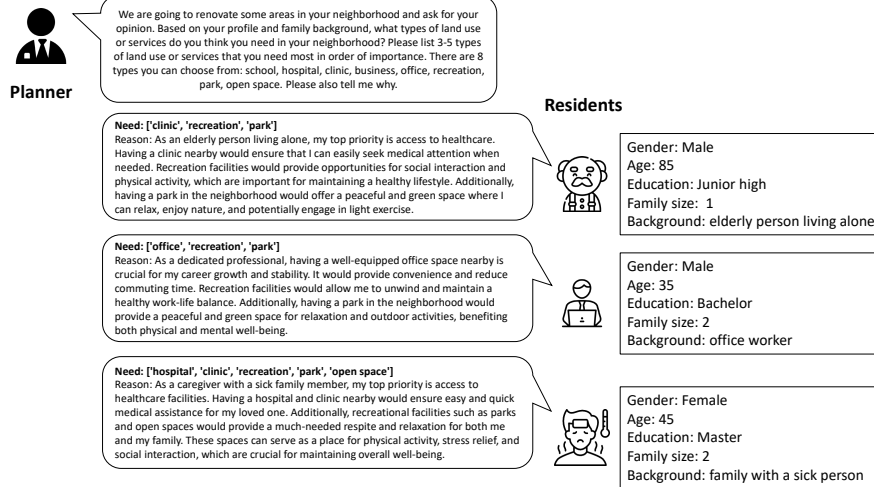 We are going to renovate some areas in your neighborhood and ask for your
opinion. Based on your profile and family background, what types of land use
or services do you think you need in your neighborhood? Please list 3-5 types
of land use or services that you need most in order of importance. There are 8
types you can choose from: school, hospital, clinic, business, office, recreation,
park, open space. Please also tell me why.
Planner
Residents
Need: ['clinic', 'recreation', 'park']
Reason: As an elderly person living alone, my top priority is access to healthcare.
Having a clinic nearby would ensure that I can easily seek medical attention when
needed. Recreation facilities would provide opportunities for social interaction and
physical activity, which are important for maintaining a healthy lifestyle. Additionally,
having a park in the neighborhood would offer a peaceful and green space where I
can relax, enjoy nature, and potentially engage in light exercise.
Gender: Male
Age: 85
Education: Junior high
Family size: 1
Background: elderly person living alone
Need: ['office', 'recreation', 'park']
Reason: As a dedicated professional, having a well-equipped office space nearby is
crucial for my career growth and stability. It would provide convenience and reduce
commuting time. Recreation facilities would allow me to unwind and maintain a
healthy work-life balance. Additionally, having a park in the neighborhood would
provide a peaceful and green space for relaxation and outdoor activities, benefiting
both physical and mental well-being.
Gender: Male
Age: 35
Education: Bachelor
Family size: 2
Background: office worker
Need: ['hospital', 'clinic', 'recreation', 'park', 'open space']
Reason: As a caregiver with a sick family member, my top priority is access to
healthcare facilities. Having a hospital and clinic nearby would ensure easy and quick
medical assistance for my loved one. Additionally, recreational facilities such as parks
and open spaces would provide a much-needed respite and relaxation for both me
and my family. These spaces can serve as a place for physical activity, stress relief, and
social interaction, which are crucial for maintaining overall well-being.
Gender: Female
Age: 45
Education: Master
Family size: 2
Background: family with a sick person